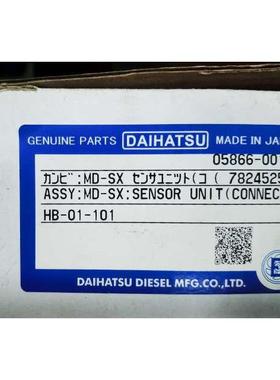 GENUINE PARTS DAIHATSU MADE IN JA
05866-00
カンビ:MD-SX センサユニット(コ ( 7824525
ASSY:MD-SX:SENSOR UNIT(CONNEC
HB-01-101
DAIHATSU DIESEL MFG.CO.,LTD.